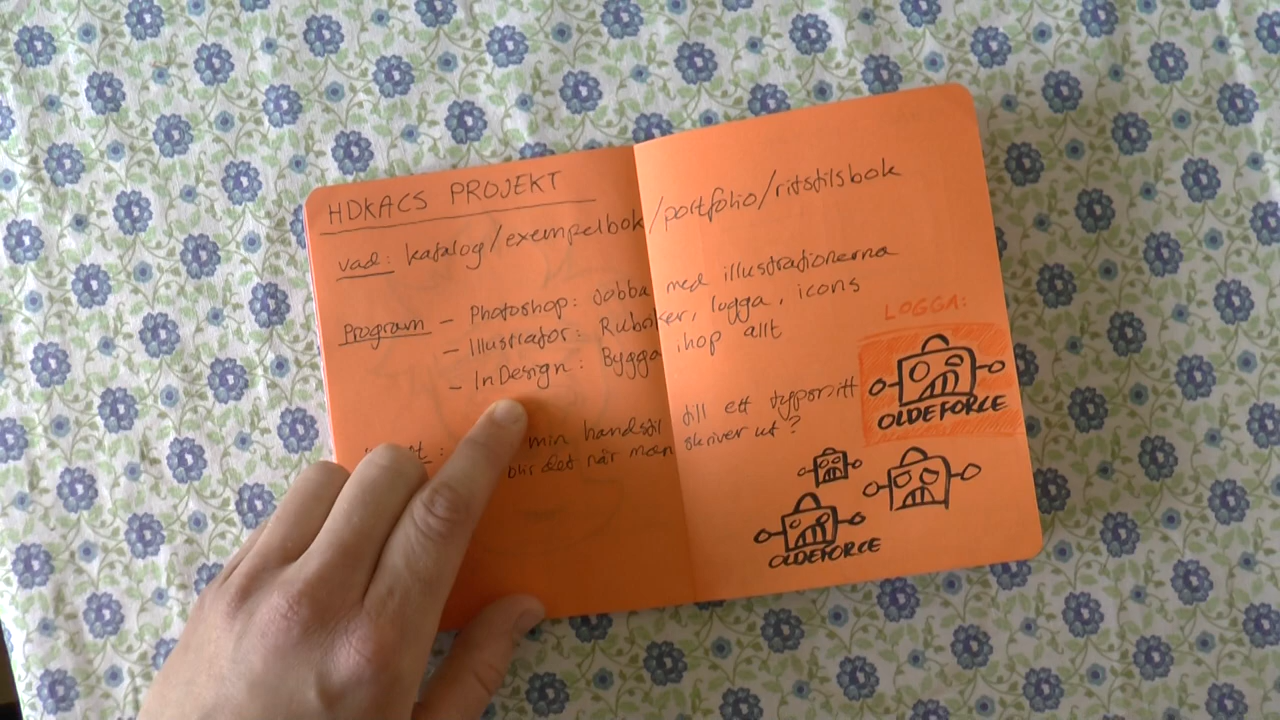 HDKACS PROJEKT
vad: katalog/exempelbok/portfolio/ritstilsbok
Program - Photoshop: Jobba med illustrationerna
- Illustrator: Rubriker, logga, icons
- InDesign: Bygga ihop allt
min handstil till ett typsnitt
blir det när man skriver ut?
LOGGA:
OLDEFORCE
OLDEFORCE